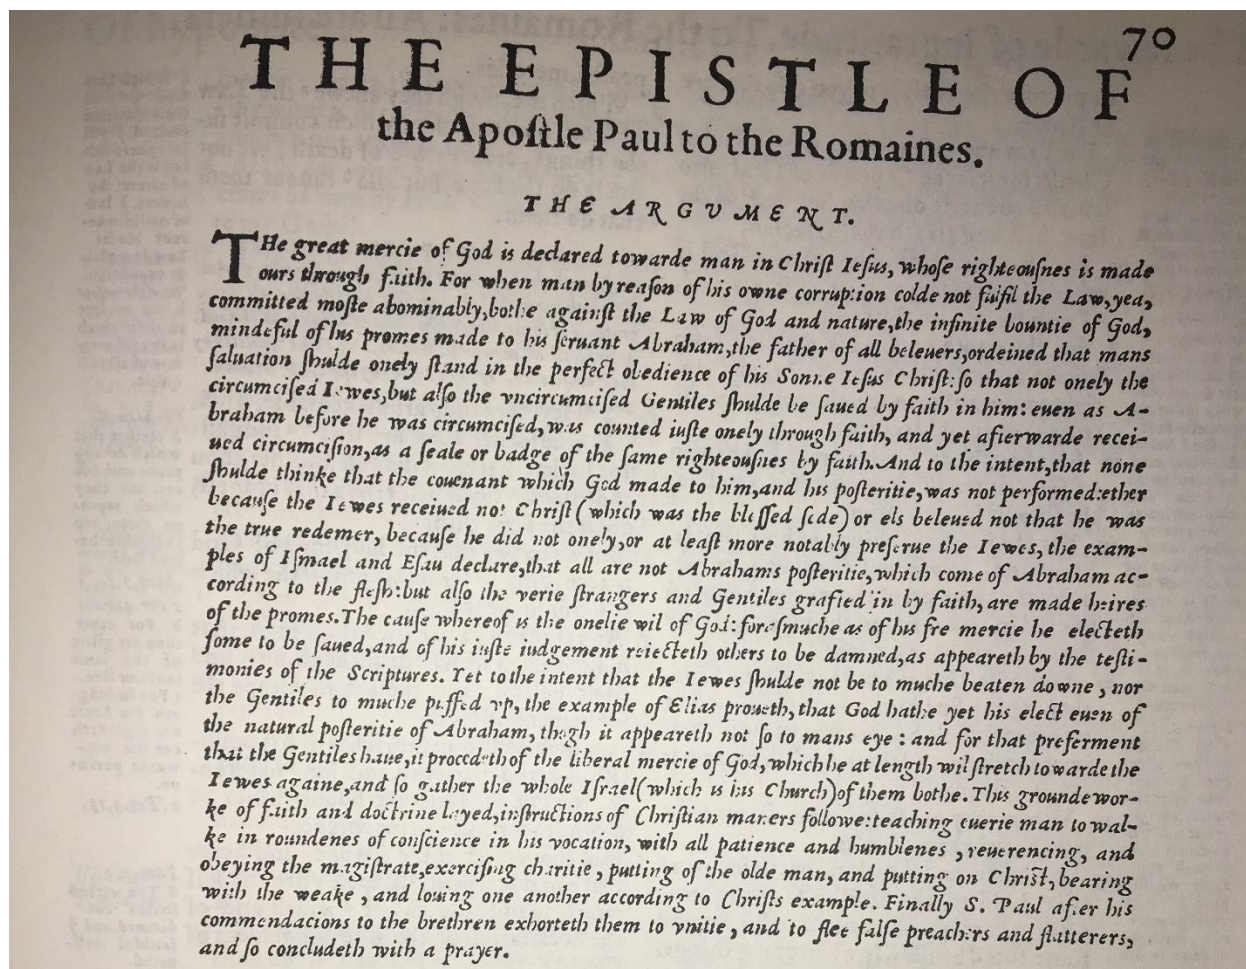 70
THE EPISTLE OF
the Apoſtle Paul to the Romaines.
THE ARGVMENT.
THe great mercie of God is declared towarde man in Chriſt Ieſus, whoſe righteouſnes is made
ours through faith. For when man by reaſon of his owne corruption colde not fulfil the Law, yea,
committed moſte abominably, bothe againſt the Law of God and nature, the infinite bountie of God,
mindeful of his promes made to his ſeruant Abraham, the father of all beleuers, ordeined that mans
ſaluation ſhulde onely ſtand in the perfect obedience of his Sonne Ieſus Chriſt: ſo that not onely the
circumciſed Iewes, but alſo the vncircumciſed Gentiles ſhulde be ſaued by faith in him: euen as A-
braham before he was circumciſed, was counted iuſte onely through faith, and yet afterwarde recei-
ued circumciſion, as a ſeale or badge of the ſame righteouſnes by faith. And to the intent, that none
ſhulde thinke that the couenant which God made to him, and his poſteritie, was not performed: ether
becauſe the Iewes receiued not Chriſt (which was the bleſſed ſede) or els beleued not that he was
the true redemer, becauſe he did not onely, or at leaſt more notably preſerue the Iewes, the exam-
ples of Iſmael and Eſau declare, that all are not Abrahams poſteritie, which come of Abraham ac-
cording to the fleſh: but alſo the verie ſtrangers and Gentiles grafted in by faith, are made heires
of the promes. The cauſe whereof is the onelie wil of God: foreſmuche as of his fre mercie he electeth
ſome to be ſaued, and of his iuſte iudgement reiecteth others to be damned, as appeareth by the teſti-
monies of the Scriptures. Yet to the intent that the Iewes ſhulde not be to muche beaten downe, nor
the Gentiles to muche puffed vp, the example of Elias proueth, that God hathe yet his elect euen of
the natural poſteritie of Abraham, thogh it appeareth not ſo to mans eye: and for that preferment
that the Gentiles haue, it procedeth of the liberal mercie of God, which he at length wil ſtretch towarde the
Iewes againe, and ſo gather the whole Iſrael (which is his Church) of them bothe. This grounde wor-
ke of faith and doctrine layed, inſtructions of Chriſtian maners followe: teaching euerie man to wal-
ke in roundenes of conſcience in his vocation, with all patience and humblenes, reuerencing, and
obeying the magiſtrate, exerciſing charitie, putting of the olde man, and putting on Chriſt, bearing
with the weake, and louing one another according to Chriſts example. Finally S. Paul after his
commendacions to the brethren exhorteth them to vnitie, and to flee falſe preachers and flatterers,
and ſo concludeth with a prayer.